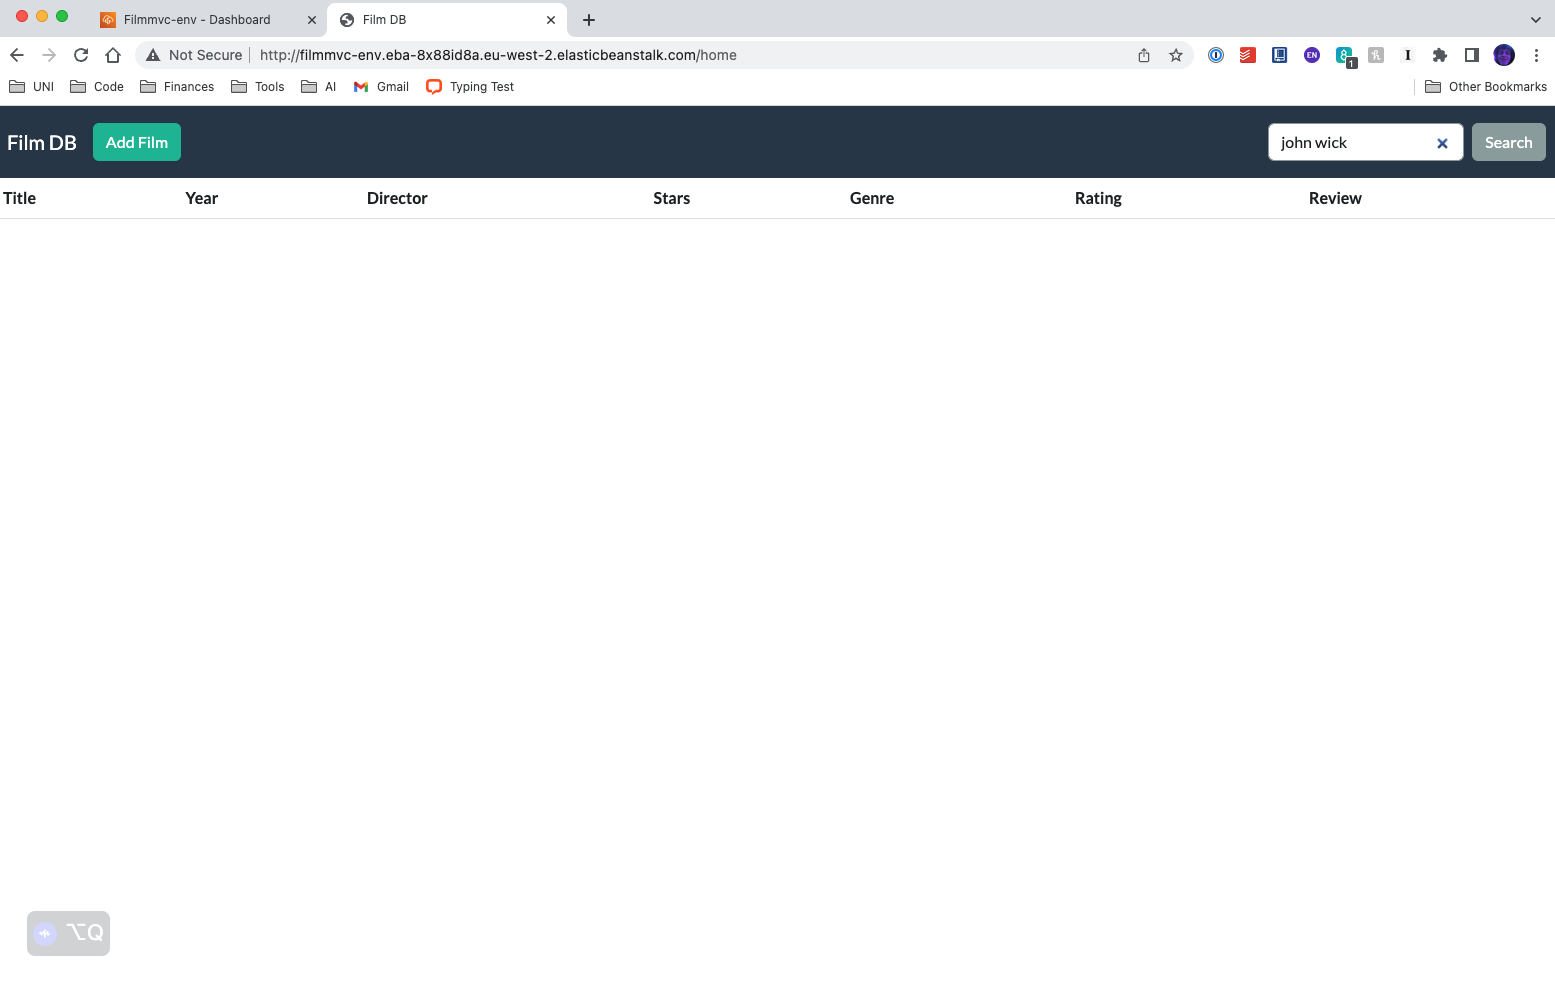 Filmmvc-env - Dashboard
Film DB
Not Secure
http://filmmvc-env.eba-8x88id8a.eu-west-2.elasticbeanstalk.com/home
EN
1
I
UNI
Code
Finances
Tools
AI
Gmail
Typing Test
Other Bookmarks
Film DB
Add Film
john wick
Search
Title
Year
Director
Stars
Genre
Rating
Review
⌥Q